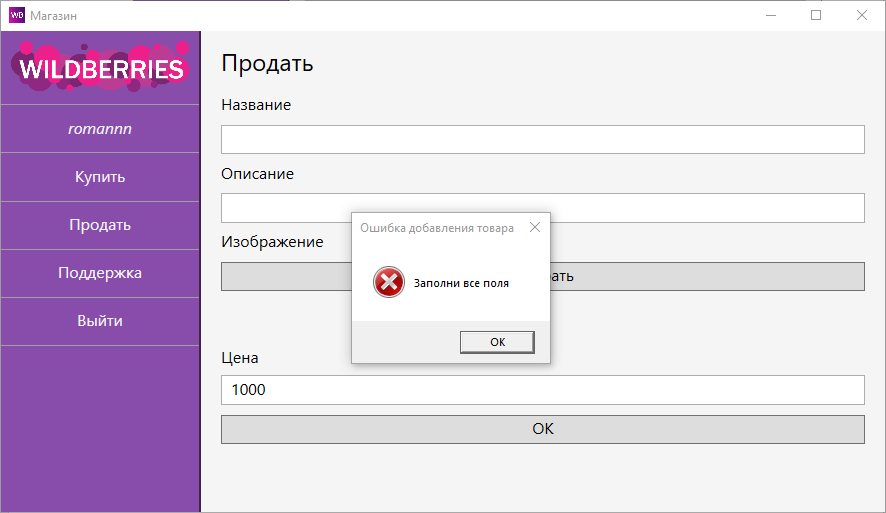 WB Магазин
WILDBERRIES
romannn
Купить
Продать
Поддержка
Выйти
Продать
Название
Описание
Изображение
Ошибка добавления товара
Заполни все поля
OK
Цена
1000
OK